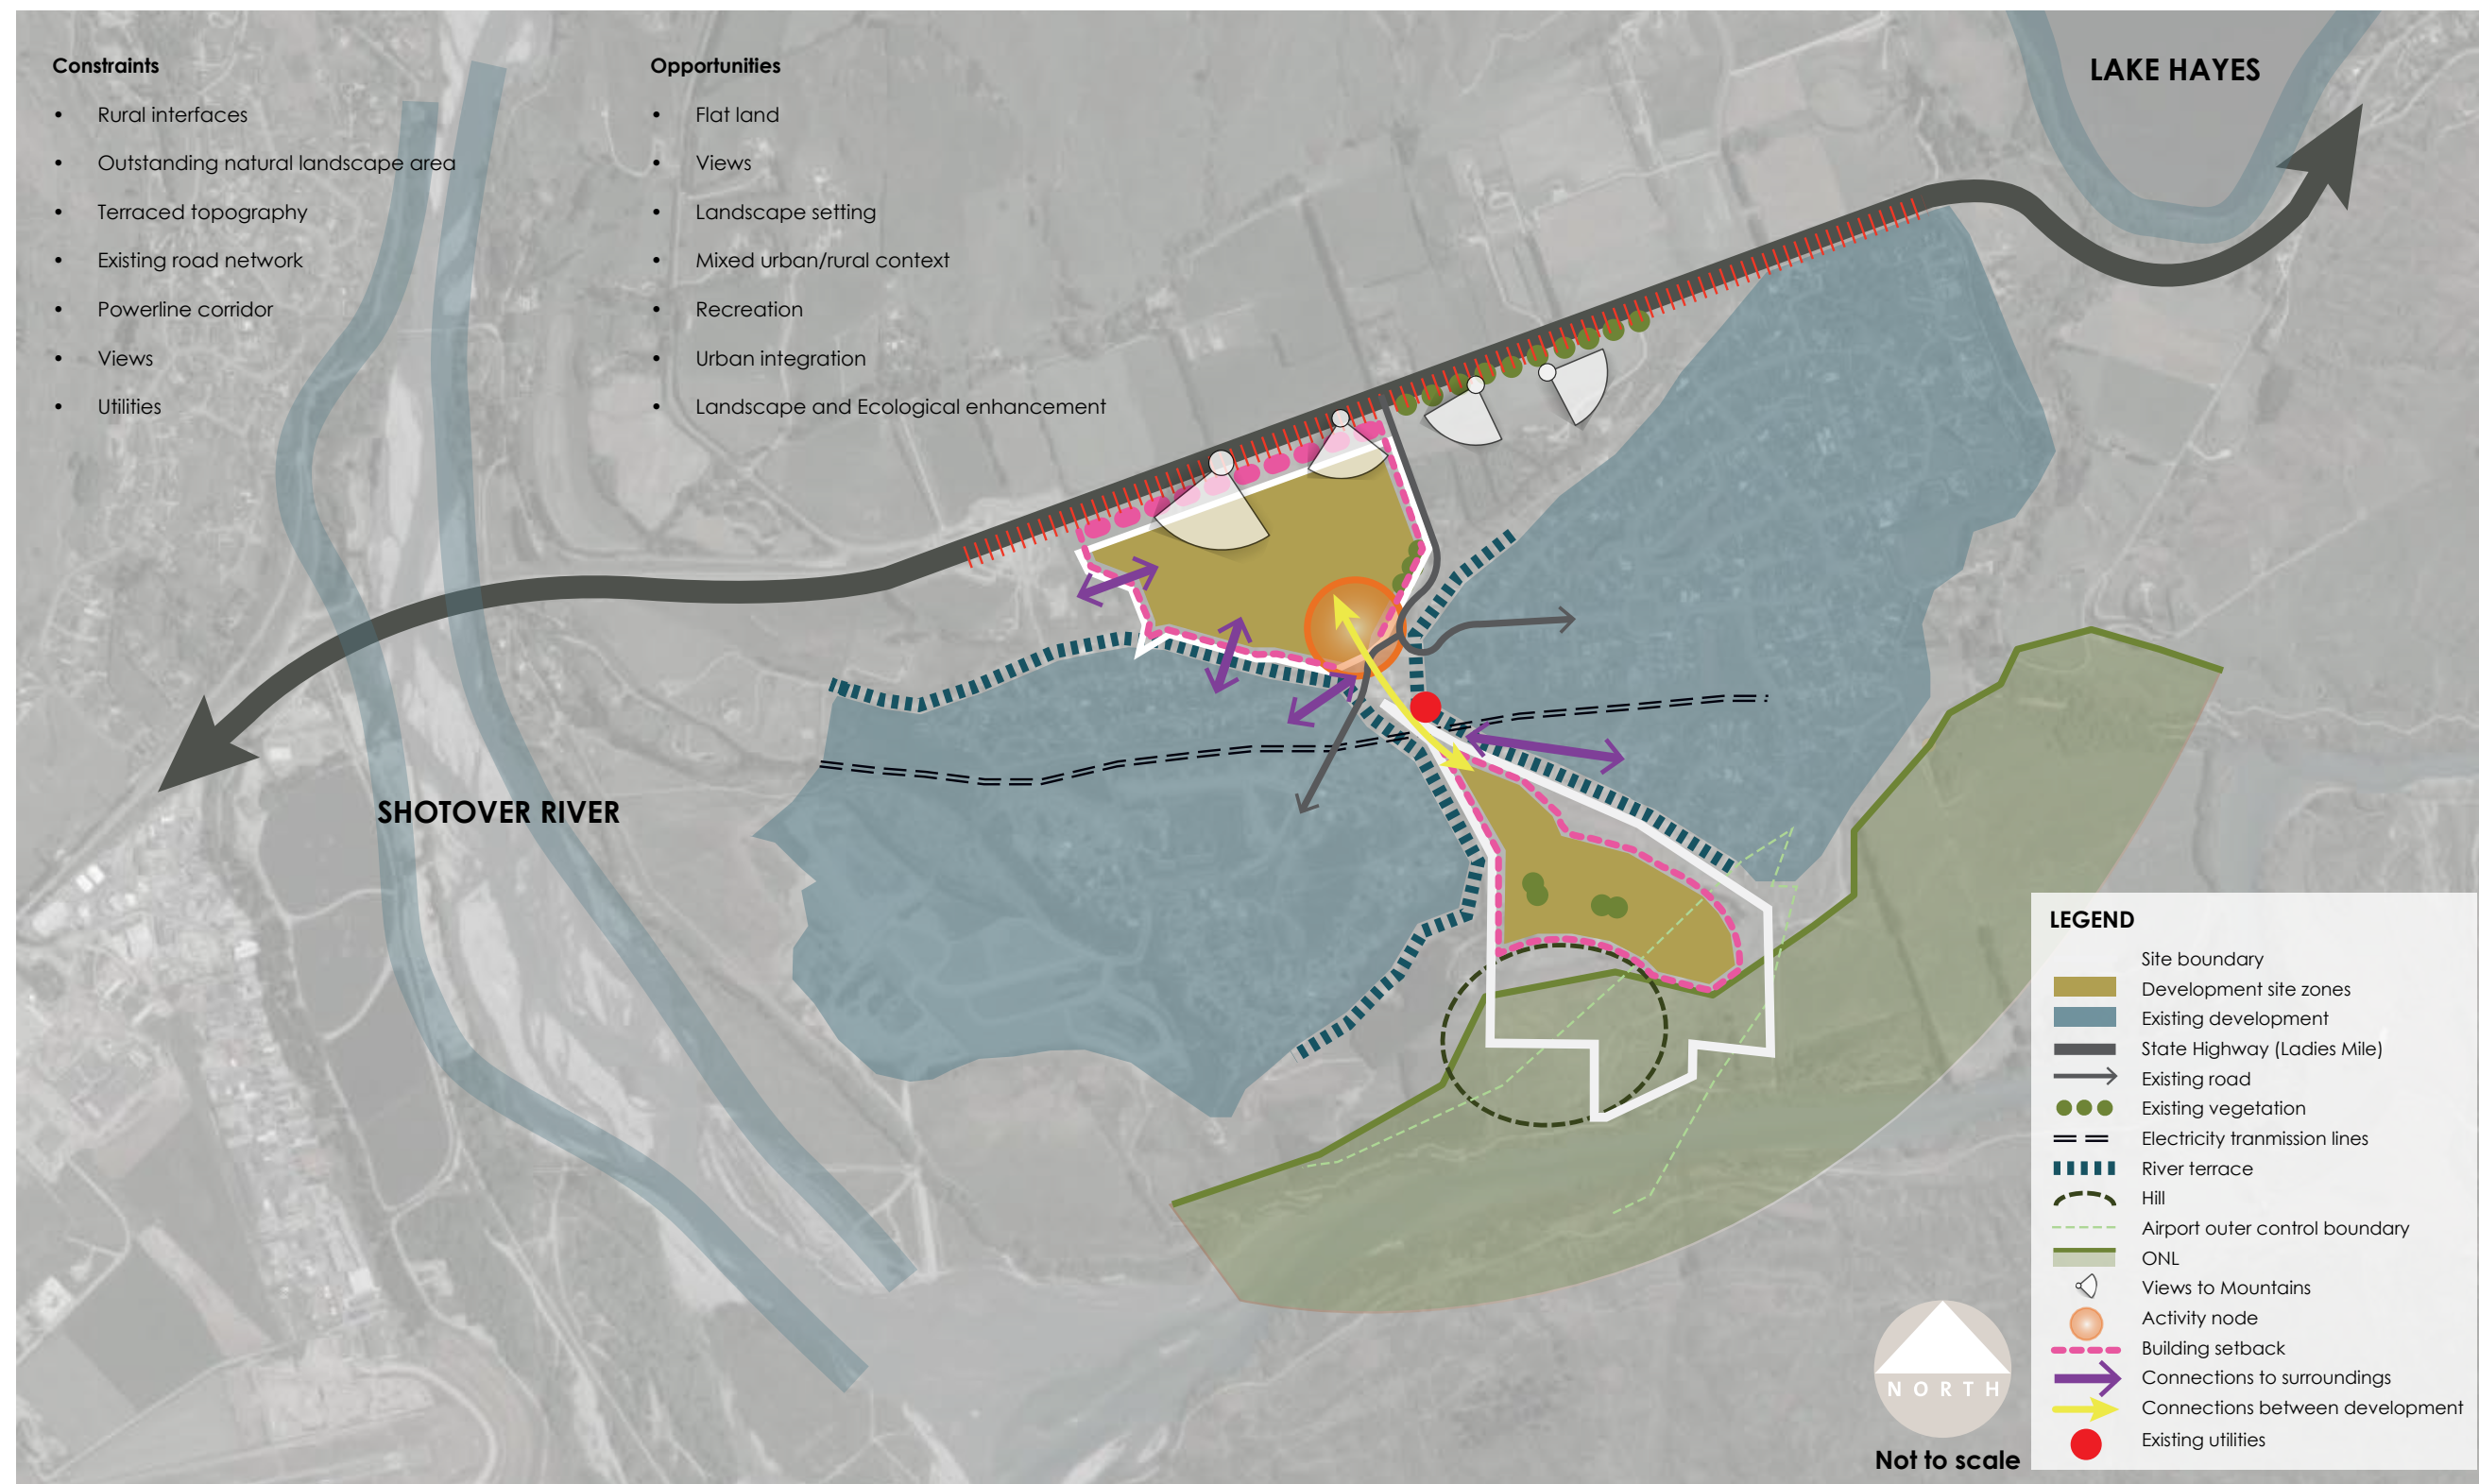 Constraints
• Rural interfaces
• Outstanding natural landscape area
• Terraced topography
• Existing road network
• Powerline corridor
• Views
• Utilities
Opportunities
• Flat land
• Views
• Landscape setting
• Mixed urban/rural context
• Recreation
• Urban integration
• Landscape and Ecological enhancement
LAKE HAYES
SHOTOVER RIVER
LEGEND
Site boundary
Development site zones
Existing development
State Highway (Ladies Mile)
Existing road
Existing vegetation
Electricity tranmission lines
River terrace
Hill
Airport outer control boundary
ONL
Views to Mountains
Activity node
Building setback
Connections to surroundings
Connections between development
Existing utilities
NORTH
Not to scale